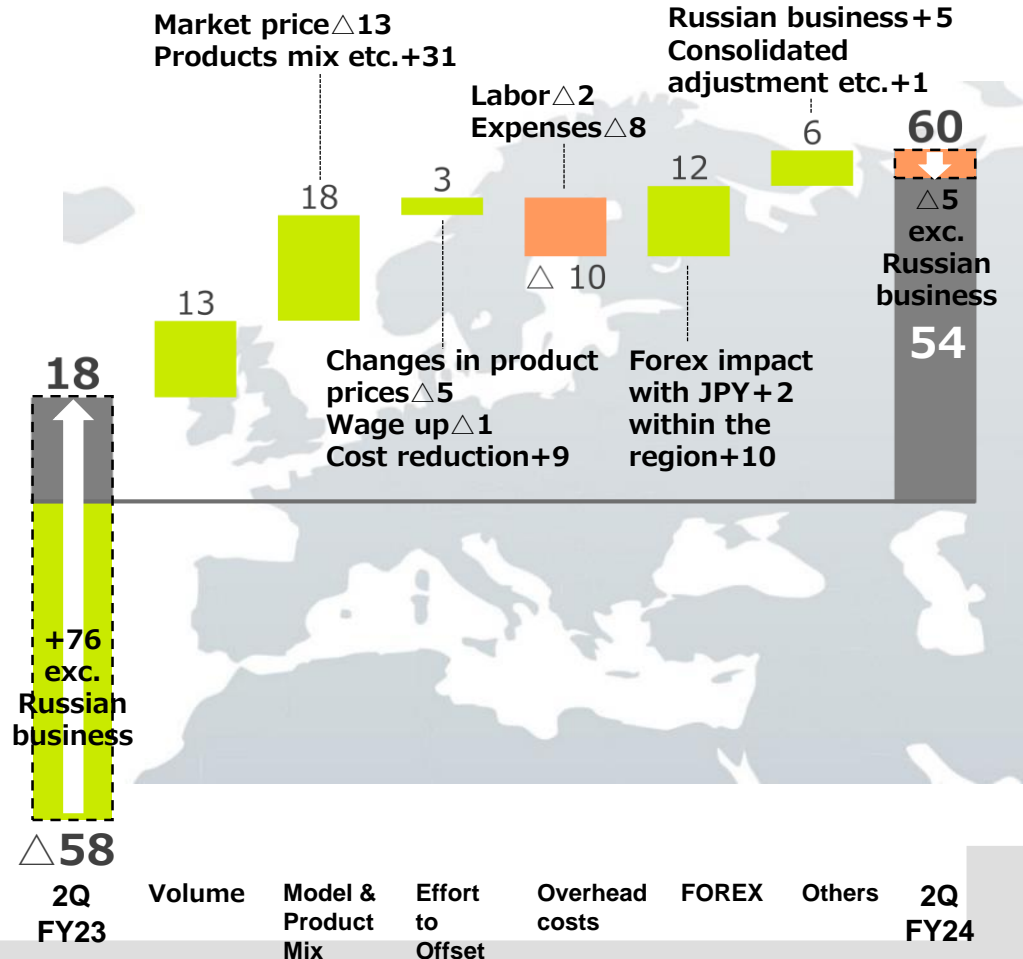 Market price△13
Products mix etc.+31
Russian business+5
Consolidated
adjustment etc.+1
Labor△2
Expenses△8
60
6
12
3
18
△5
exc.
Russian
business
△ 10
13
54
18
Changes in product
prices△5
Wage up△1
Cost reduction+9
Forex impact
with JPY+2
within the
region+10
+76
exc.
Russian
business
△58
2Q
FY23
Volume
Model &
Product
Mix
Effort
to
Offset
Overhead
costs
FOREX
Others
2Q
FY24